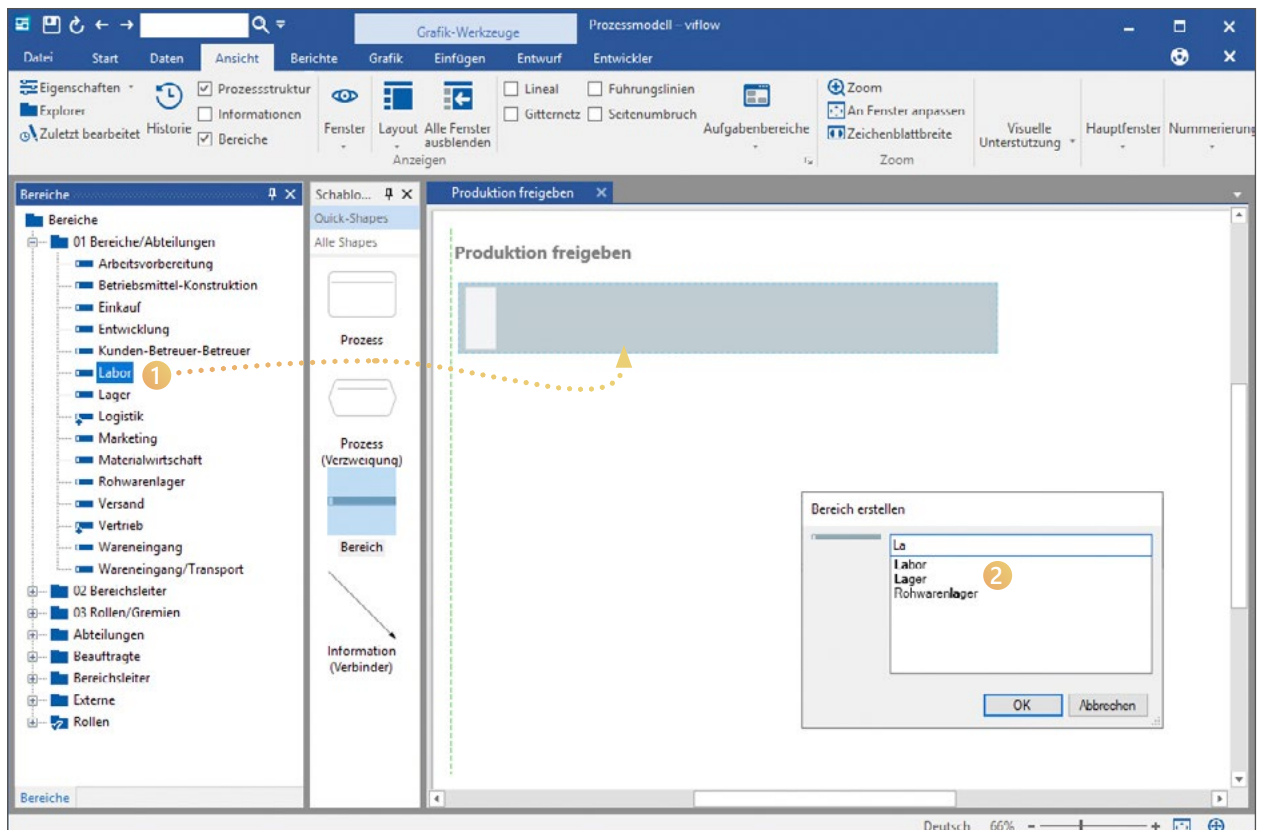 Grafik-Werkzeuge
Prozessmodell – viflow
Datei Start Daten Ansicht Berichte Grafik Einfügen Entwurf Entwickler
Eigenschaften
Explorer
Zuletzt bearbeitet
Historie
Prozessstruktur
Informationen
Bereiche
Fenster
Layout
Alle Fenster
ausblenden
Anzeigen
Lineal
Gitternetz
Fuhrungslinien
Seitenumbruch
Aufgabenbereiche
Zoom
An Fenster anpassen
Zeichenblattbreite
Zoom
Visuelle
Unterstutzung
Hauptfenster
Nummerierung
Bereiche
Bereiche
01 Bereiche/Abteilungen
Arbeitsvorbereitung
Betriebsmittel-Konstruktion
Einkauf
Entwicklung
Kunden-Betreuer-Betreuer
Labor
1
Lager
Logistik
Marketing
Materialwirtschaft
Rohwarenlager
Versand
Vertrieb
Wareneingang
Wareneingang/Transport
02 Bereichsleiter
03 Rollen/Gremien
Abteilungen
Beauftragte
Bereichsleiter
Externe
Rollen
Bereiche
Schablo...
Quick-Shapes
Alle Shapes
Prozess
Prozess
(Verzweigung)
Bereich
Information
(Verbinder)
Produktion freigeben
Produktion freigeben
Bereich erstellen
La
Labor
Lager
Rohwarenlager
2
OK
Abbrechen
Deutsch 66%